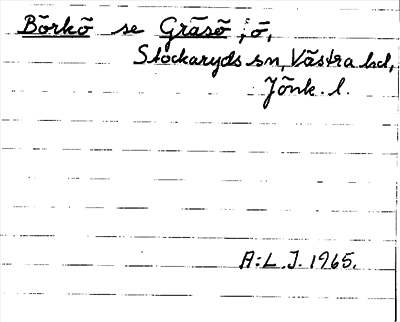 Börkö se Gräsö, ö,
Stockaryds sn, Västra hd,
Jönk. l.
A:L.J. 1965.